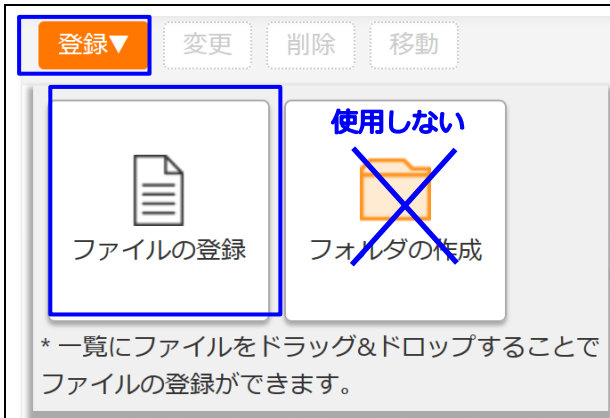 登録▼ 変更 削除 移動
使用しない
ファイルの登録 フォルダの作成
* 一覧にファイルをドラッグ&ドロップすることで
ファイルの登録ができます。